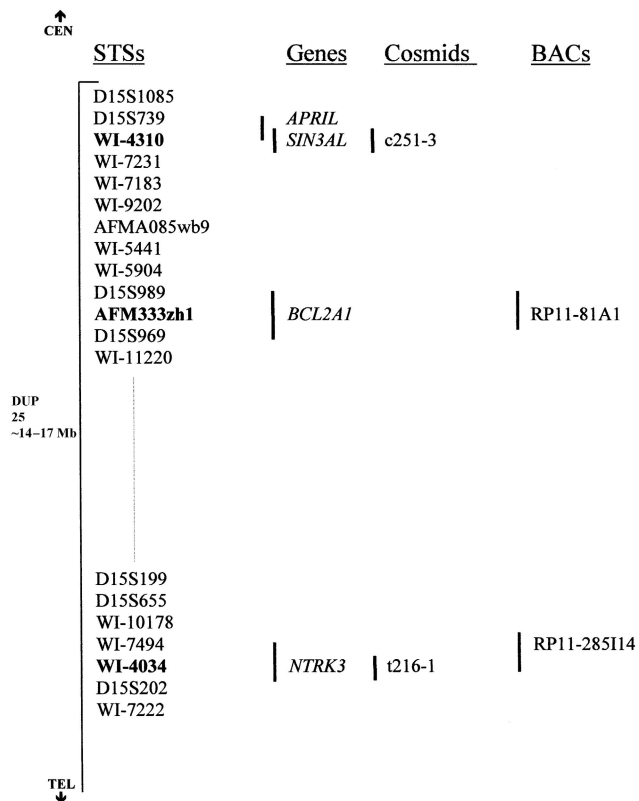 CEN
STSs Genes Cosmids BACs
D15S1085
D15S739 APRIL
WI-4310 SIN3AL c251-3
WI-7231
WI-7183
WI-9202
AFMA085wb9
WI-5441
WI-5904
D15S989
AFM333zh1 BCL2A1 RP11-81A1
D15S969
WI-11220
DUP
25
~14–17 Mb
D15S199
D15S655
WI-10178
WI-7494 RP11-285I14
WI-4034 NTRK3 t216-1
D15S202
WI-7222
TEL